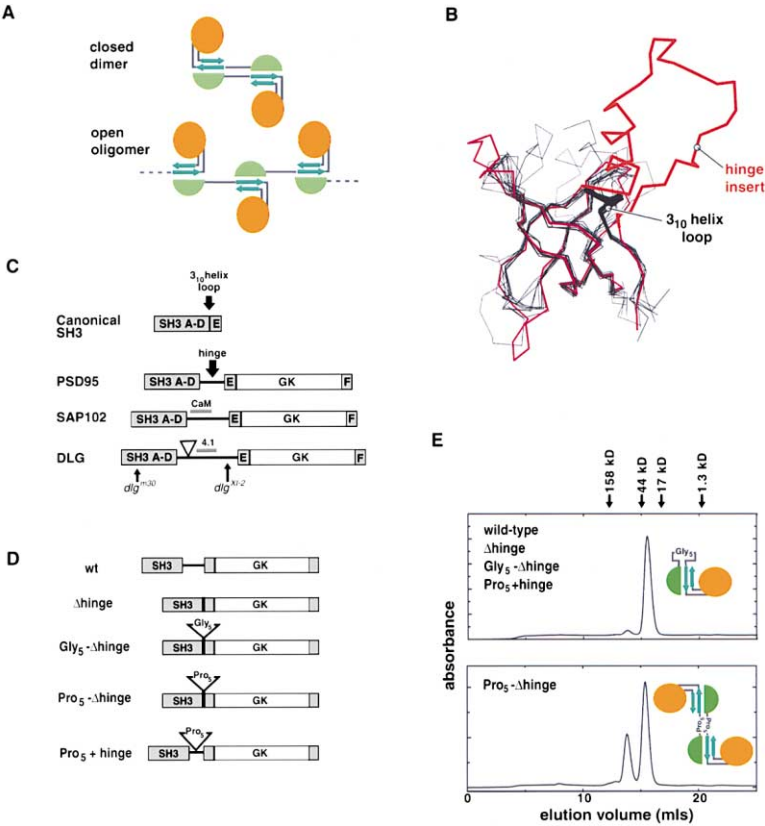 A
closed
dimer
open
oligomer
B
hinge
insert
3₁₀ helix
loop
C
3₁₀helix
loop
Canonical
SH3
SH3 A-D E
hinge
PSD95
SH3 A-D E GK F
CaM
SAP102
SH3 A-D E GK F
4.1
DLG
SH3 A-D E GK F
dlg^m30 dlg^XI-2
D
wt
SH3 GK
Δhinge
SH3 GK
Gly₅
Gly₅ -Δhinge
SH3 GK
Pro₅
Pro₅ -Δhinge
SH3 GK
Pro₅
Pro₅ + hinge
SH3 GK
E
158 kD
44 kD
17 kD
1.3 kD
wild-type
Δhinge
Gly₅ -Δhinge
Pro₅+hinge
Gly₅
absorbance
Pro₅-Δhinge
Pro₅
Pro₅
0 10 20
elution volume (mls)